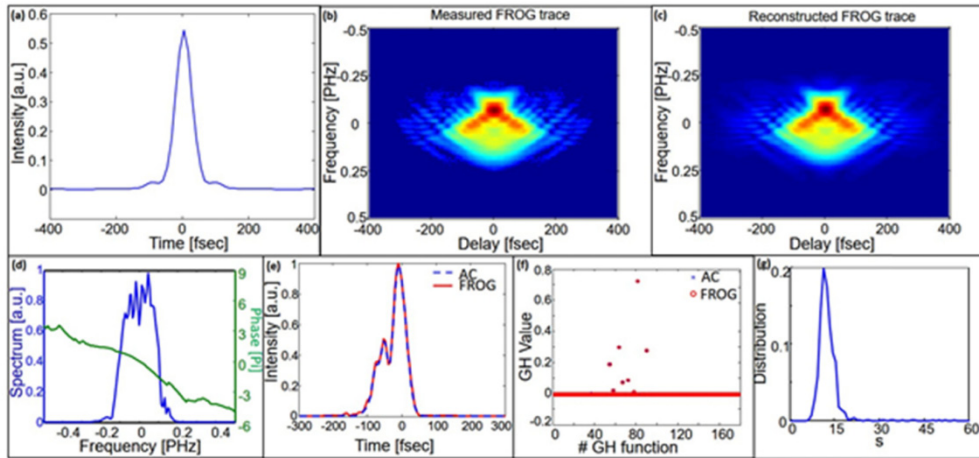 (a)
0.6
0.5
0.4
0.3
0.2
0.1
0
Intensity [a.u.]
-400 -200 0 200 400
Time [fsec]
(b) Measured FROG trace
-0.5
-0.25
0
0.25
0.5
Frequency [PHz]
-400 -200 0 200 400
Delay [fsec]
(c) Reconstructed FROG trace
-0.5
-0.25
0
0.25
0.5
Frequency [PHz]
-400 -200 0 200 400
Delay [fsec]
(d)
1
0.8
0.6
0.4
0.2
0
Spectrum [a.u.]
9
6
3
0
-3
-6
Phase [Pi]
-0.4 -0.2 0 0.2 0.4
Frequency [PHz]
(e)
1
0.8
0.6
0.4
0.2
0
Intensity [a.u.]
AC
FROG
-300 -200 -100 0 100 200 300
Time [fsec]
(f)
0.8
0.6
0.4
0.2
0
-0.2
GH Value
AC
FROG
0 40 80 120 160
# GH function
(g)
0.2
0.1
0
Distribution
0 15 30 45 60
s